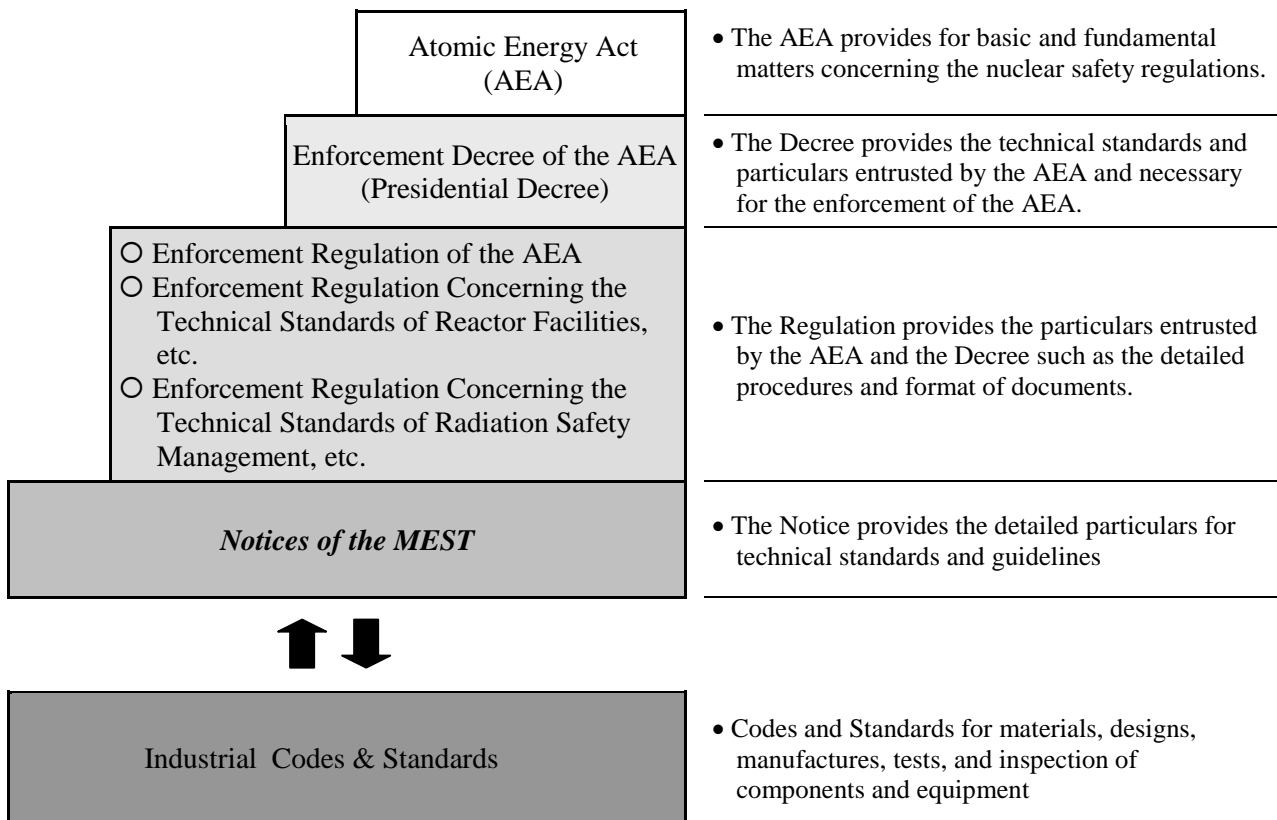 Atomic Energy Act
(AEA)
• The AEA provides for basic and fundamental
matters concerning the nuclear safety regulations.
Enforcement Decree of the AEA
(Presidential Decree)
• The Decree provides the technical standards and
particulars entrusted by the AEA and necessary
for the enforcement of the AEA.
○ Enforcement Regulation of the AEA
○ Enforcement Regulation Concerning the
Technical Standards of Reactor Facilities,
etc.
○ Enforcement Regulation Concerning the
Technical Standards of Radiation Safety
Management, etc.
• The Regulation provides the particulars entrusted
by the AEA and the Decree such as the detailed
procedures and format of documents.
Notices of the MEST
• The Notice provides the detailed particulars for
technical standards and guidelines
Industrial Codes & Standards
• Codes and Standards for materials, designs,
manufactures, tests, and inspection of
components and equipment